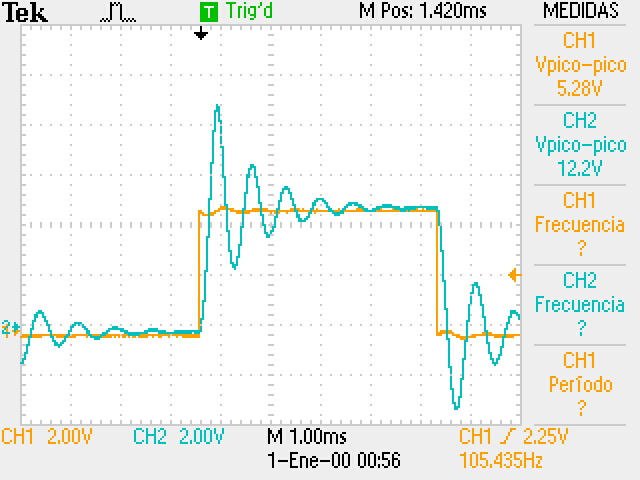 Tek T Trig'd M Pos: 1.420ms MEDIDAS
CH1
Vpico-pico
5.28V
CH2
Vpico-pico
12.2V
CH1
Frecuencia
?
CH2
Frecuencia
?
CH1
Período
?
2
CH1 2.00V CH2 2.00V M 1.00ms CH1 2.25V
1-Ene-00 00:56 105.435Hz